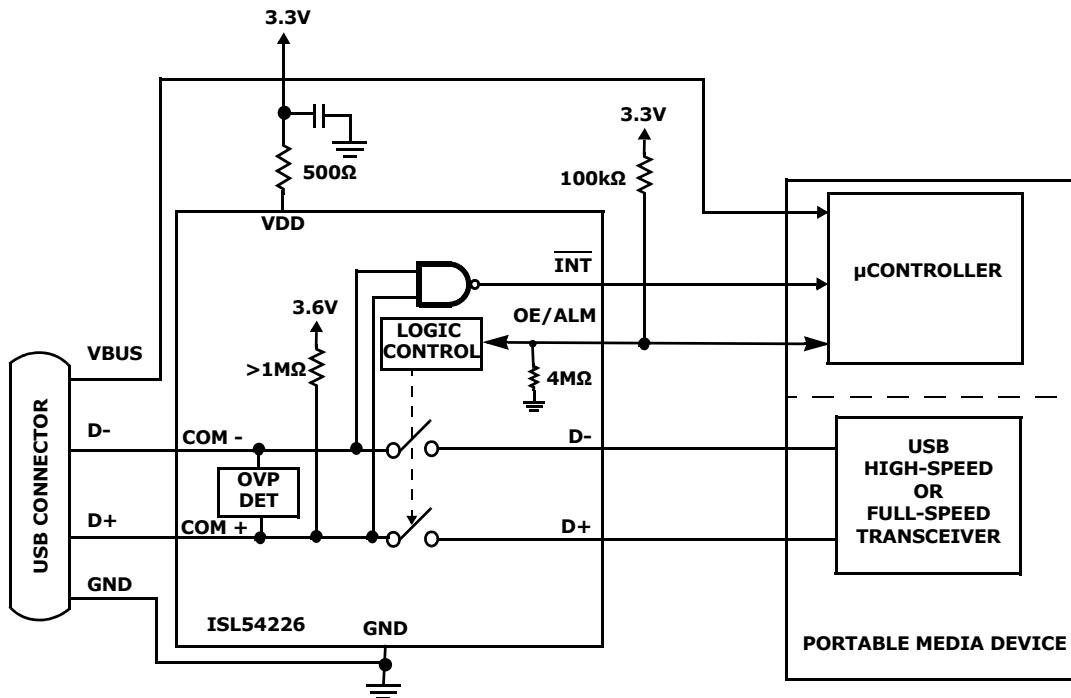 3.3V
500Ω
VDD
3.3V
100kΩ
INT
µCONTROLLER
OE/ALM
3.6V
LOGIC
CONTROL
>1MΩ
4MΩ
VBUS
USB CONNECTOR
D-
COM -
D-
OVP
DET
D+
COM +
D+
USB
HIGH-SPEED
OR
FULL-SPEED
TRANSCEIVER
GND
ISL54226
GND
PORTABLE MEDIA DEVICE